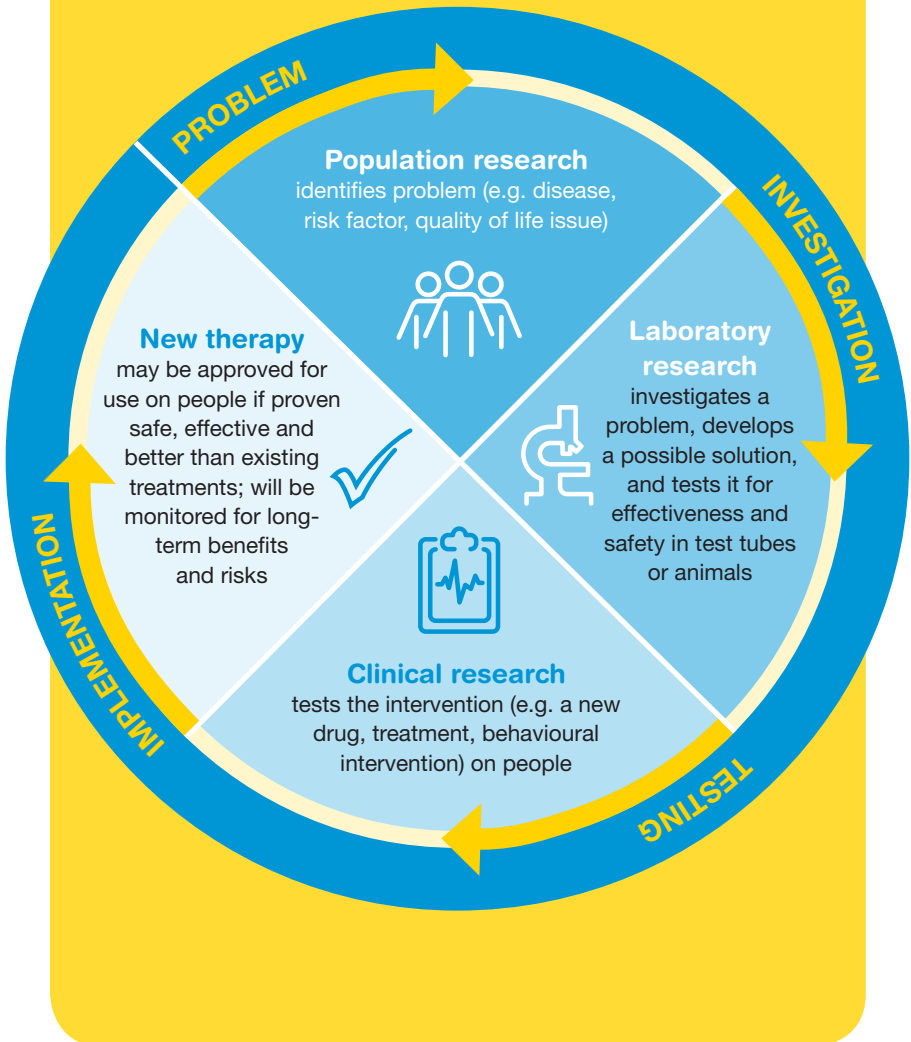 PROBLEM
Population research
identifies problem (e.g. disease,
risk factor, quality of life issue)
INVESTIGATION
Laboratory
research
investigates a
problem, develops
a possible solution,
and tests it for
effectiveness and
safety in test tubes
or animals
TESTING
Clinical research
tests the intervention (e.g. a new
drug, treatment, behavioural
intervention) on people
IMPLEMENTATION
New therapy
may be approved for
use on people if proven
safe, effective and
better than existing
treatments; will be
monitored for long-
term benefits
and risks